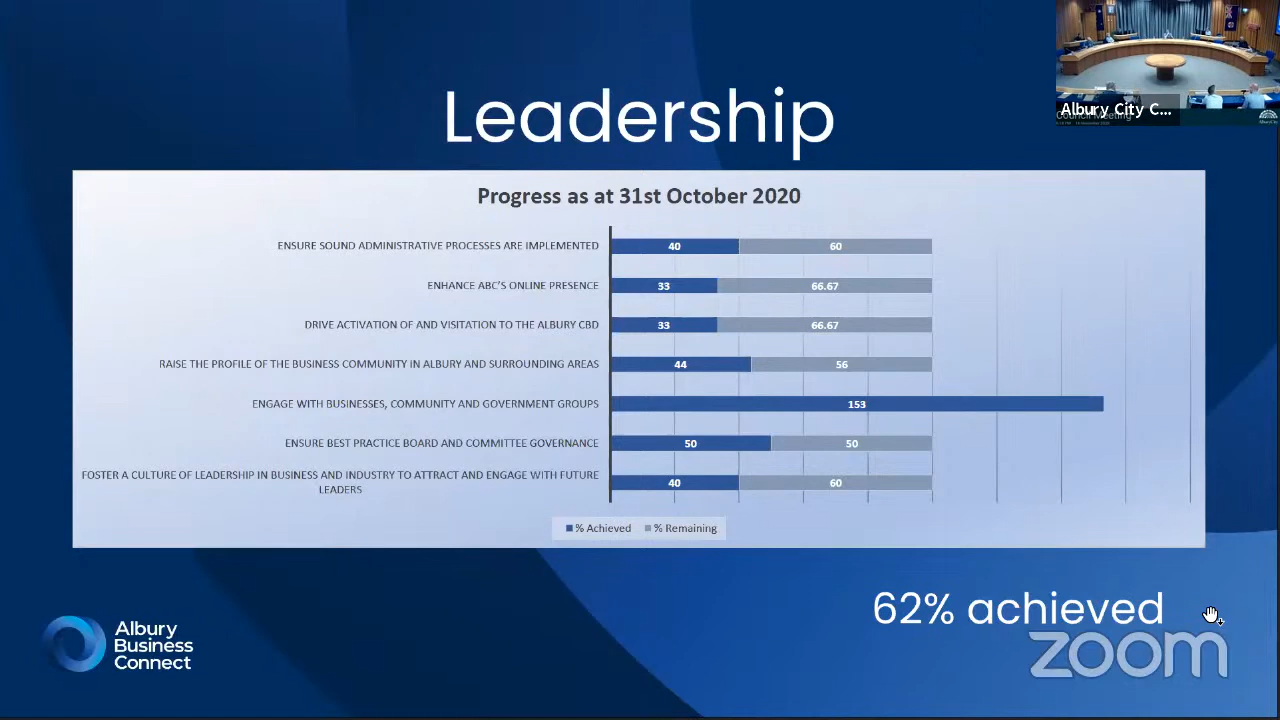 Leadership
Albury City C...
Council Meeting
Progress as at 31st October 2020
ENSURE SOUND ADMINISTRATIVE PROCESSES ARE IMPLEMENTED
40
60
ENHANCE ABC'S ONLINE PRESENCE
33
66.67
DRIVE ACTIVATION OF AND VISITATION TO THE ALBURY CBD
33
66.67
RAISE THE PROFILE OF THE BUSINESS COMMUNITY IN ALBURY AND SURROUNDING AREAS
44
56
ENGAGE WITH BUSINESSES, COMMUNITY AND GOVERNMENT GROUPS
153
ENSURE BEST PRACTICE BOARD AND COMMITTEE GOVERNANCE
50
50
FOSTER A CULTURE OF LEADERSHIP IN BUSINESS AND INDUSTRY TO ATTRACT AND ENGAGE WITH FUTURE
LEADERS
40
60
% Achieved
% Remaining
62% achieved
Albury
Business
Connect
zoom